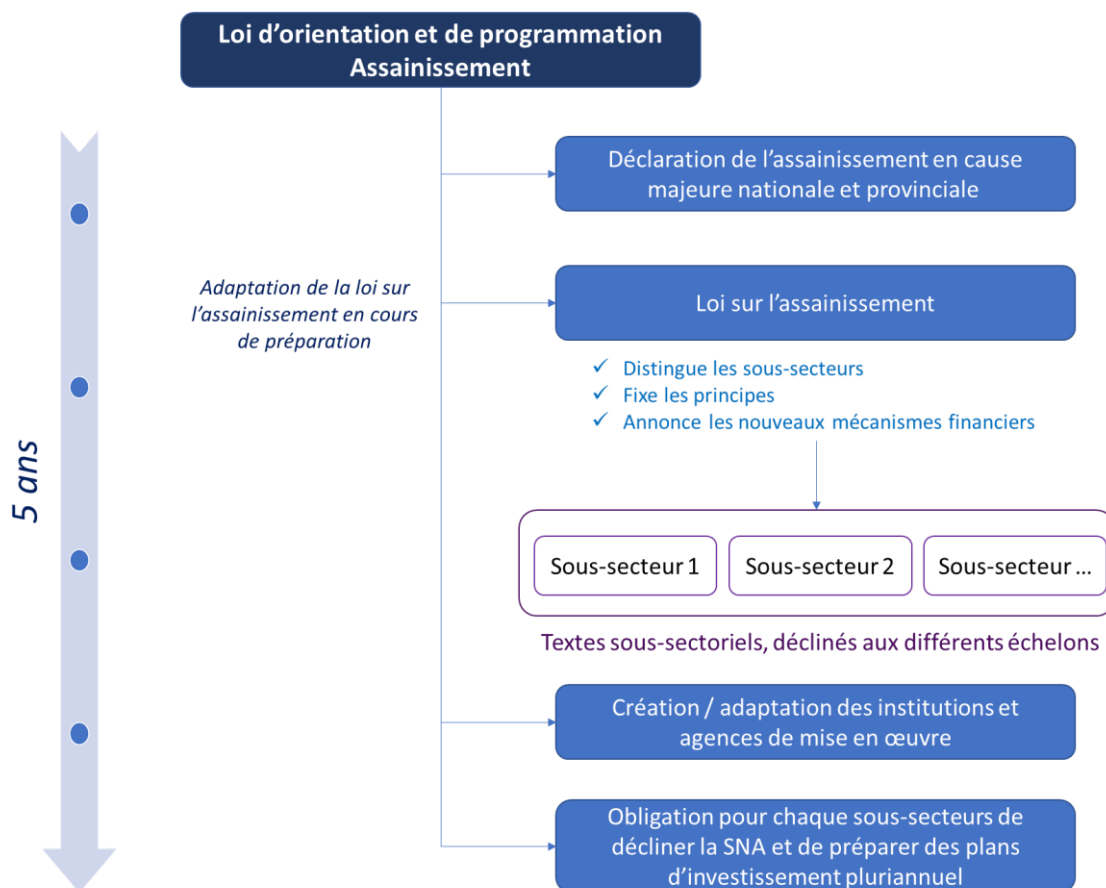 Loi d’orientation et de programmation
Assainissement
Déclaration de l’assainissement en cause
majeure nationale et provinciale
Adaptation de la loi sur
l’assainissement en cours
de préparation
Loi sur l’assainissement
✓ Distingue les sous-secteurs
✓ Fixe les principes
✓ Annonce les nouveaux mécanismes financiers
5 ans
Sous-secteur 1
Sous-secteur 2
Sous-secteur ...
Textes sous-sectoriels, déclinés aux différents échelons
Création / adaptation des institutions et
agences de mise en œuvre
Obligation pour chaque sous-secteurs de
décliner la SNA et de préparer des plans
d’investissement pluriannuel